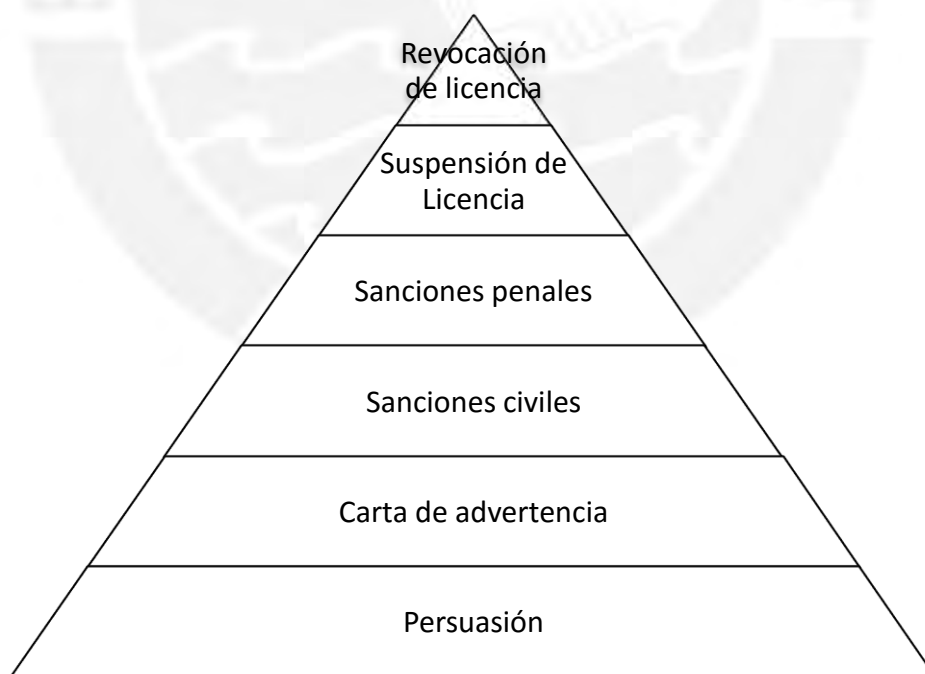 Revocación
de licencia
Suspensión de
Licencia
Sanciones penales
Sanciones civiles
Carta de advertencia
Persuasión